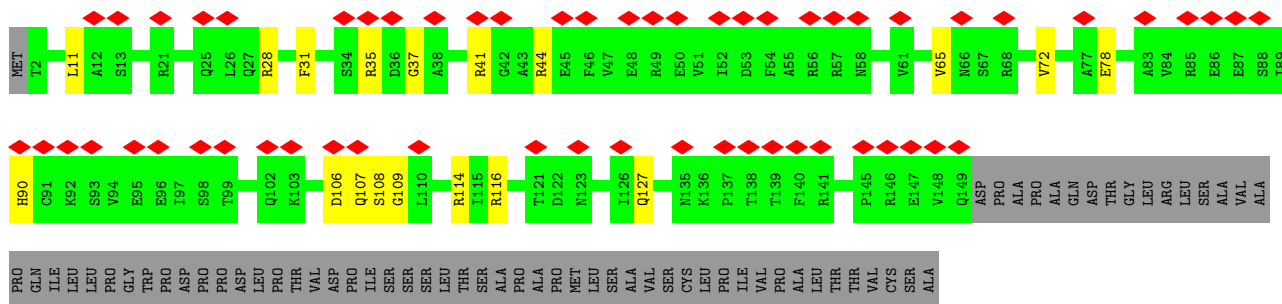 MET T2 L11 A12 S13 R21 Q25 L26 Q27 R28 F31 S34 R35 D36 G37 A38 R41 G42 A43 R44 E45 F46 V47 E48 R49 E50 V51 I52 D53 F54 A55 R56 R57 N58 V61 V65 N66 S67 R68 V72 A77 E78 A83 V84 R85 E86 E87 S88 I89
H90 C91 K92 S93 V94 E95 E96 I97 S98 T99 Q102 K103 D106 Q107 S108 G109 L110 R114 I115 R116 T121 D122 N123 I126 Q127 N135 K136 P137 T138 T139 F140 R141 P145 R146 E147 V148 Q149 ASP PRO ALA PRO ALA GLN ASP THR GLY LEU ARG LEU SER ALA VAL ALA
PRO GLN ILE LEU LEU PRO GLY TRP PRO ASP PRO PRO ASP LEU PRO THR VAL ASP PRO ILE SER SER SER LEU THR SER ALA PRO ALA PRO MET LEU SER ALA VAL SER CYS LEU PRO ILE VAL PRO ALA LEU THR THR VAL CYS SER ALA